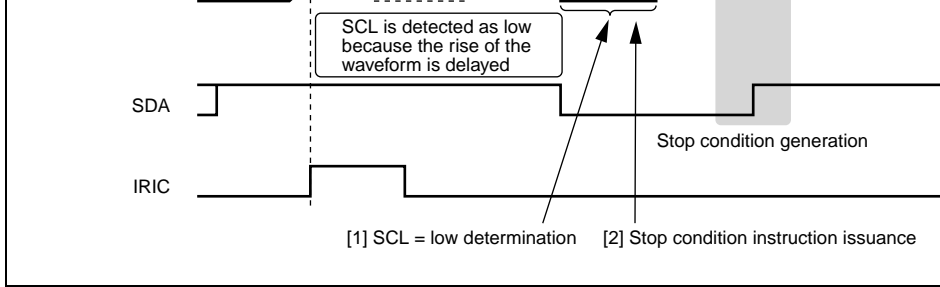 SCL is detected as low
because the rise of the
waveform is delayed
SDA
Stop condition generation
IRIC
[1] SCL = low determination
[2] Stop condition instruction issuance